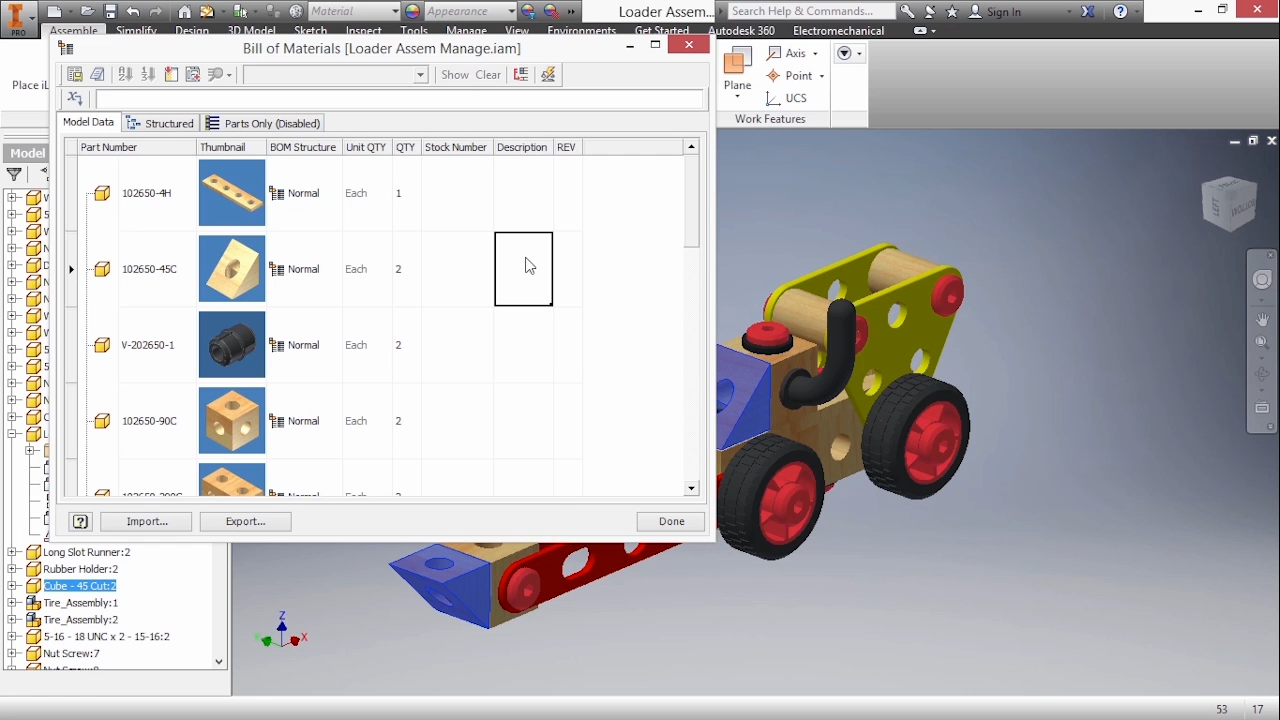 Material
Appearance
Loader Assem...
Search Help & Commands...
Sign In
PRO
Assemble
Simplify
Design
3D Model
Sketch
Inspect
Tools
Manage
View
Environments
Get Started
Autodesk 360
Electromechanical
Bill of Materials [Loader Assem Manage.iam]
Place iL
Show Clear
Plane
Axis
Point
UCS
Work Features
Model Data
Structured
Parts Only (Disabled)
Model
Part Number Thumbnail BOM Structure Unit QTY QTY Stock Number Description REV
102650-4H Normal Each 1
102650-45C Normal Each 2
V-202650-1 Normal Each 2
102650-90C Normal Each 2
Import...
Export...
Done
Long Slot Runner:2
Rubber Holder:2
Cube - 45 Cut:2
Tire_Assembly:1
Tire_Assembly:2
5-16 - 18 UNC x 2 - 15-16:2
Nut Screw:7
LEFT
Z
X
53 17